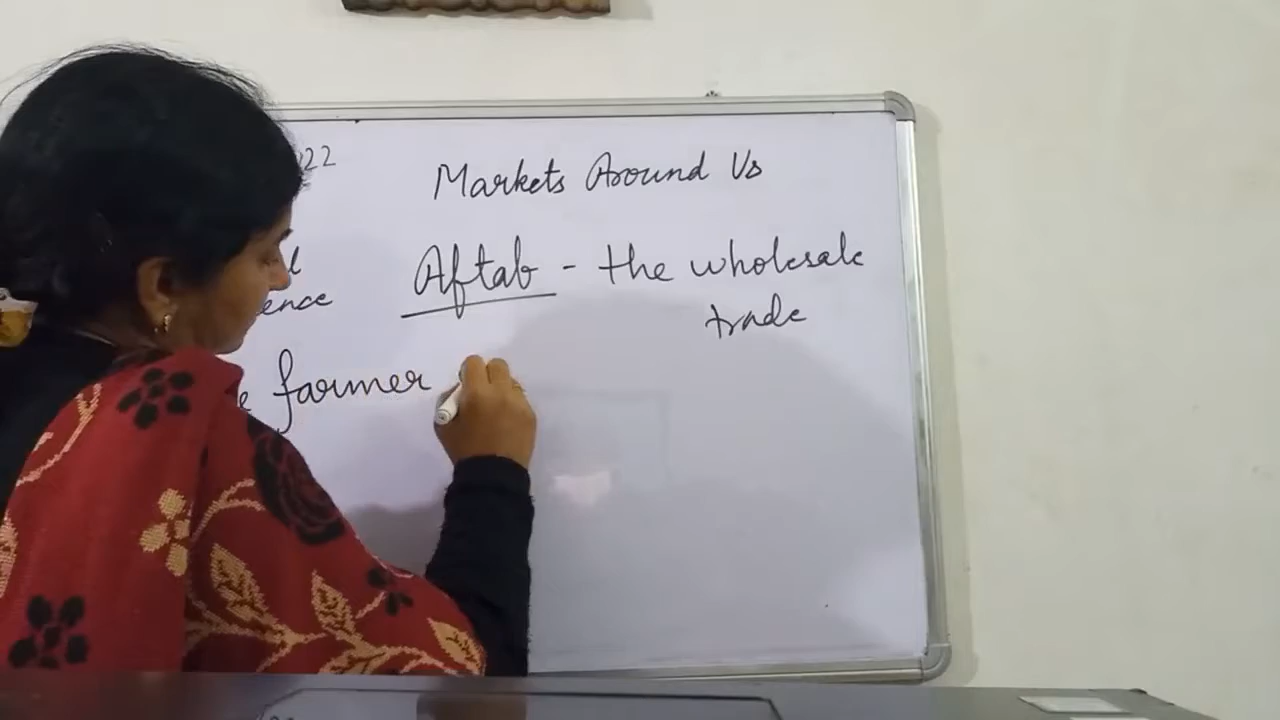 22
Markets Around Us
Aftab - the wholesale
trade
farmer